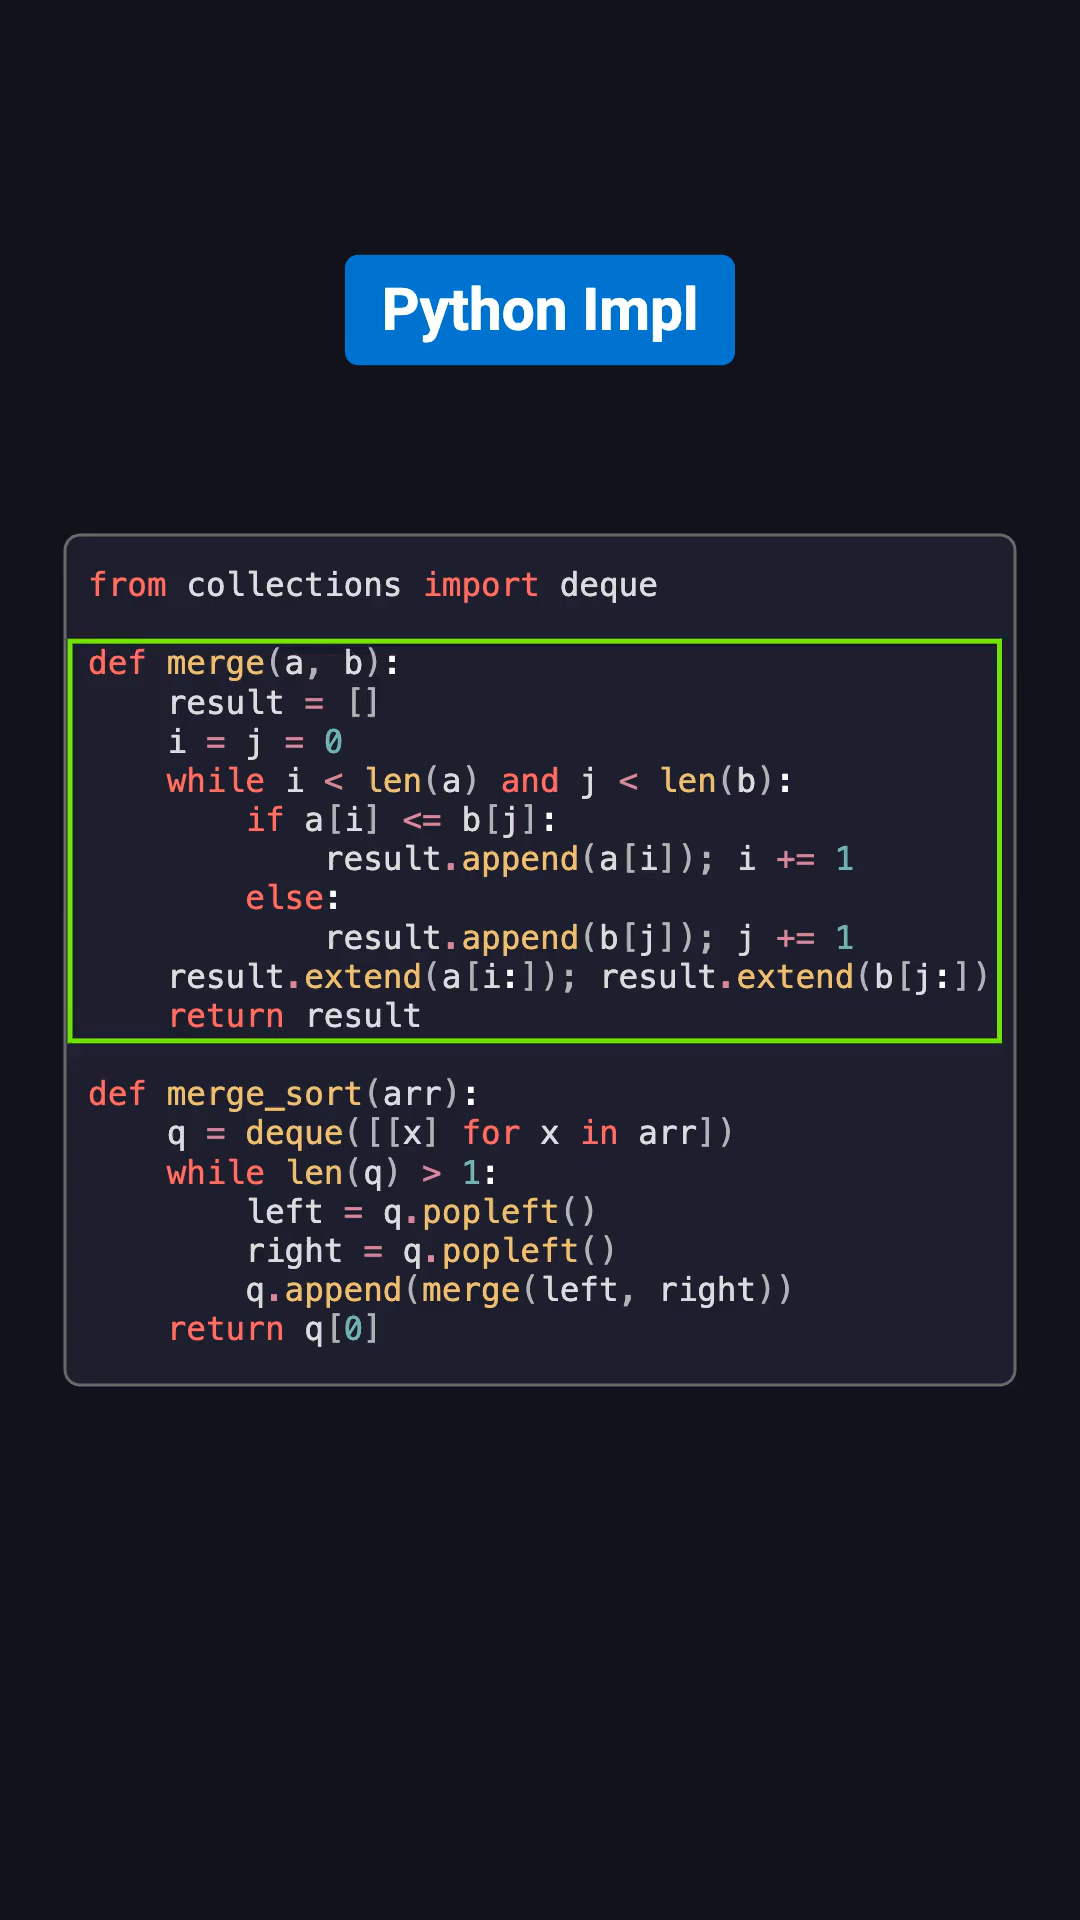 Python Impl
from collections import deque
def merge(a, b):
    result = []
    i = j = 0
    while i < len(a) and j < len(b):
        if a[i] <= b[j]:
            result.append(a[i]); i += 1
        else:
            result.append(b[j]); j += 1
    result.extend(a[i:]); result.extend(b[j:])
    return result
def merge_sort(arr):
    q = deque([[x] for x in arr])
    while len(q) > 1:
        left = q.popleft()
        right = q.popleft()
        q.append(merge(left, right))
    return q[0]